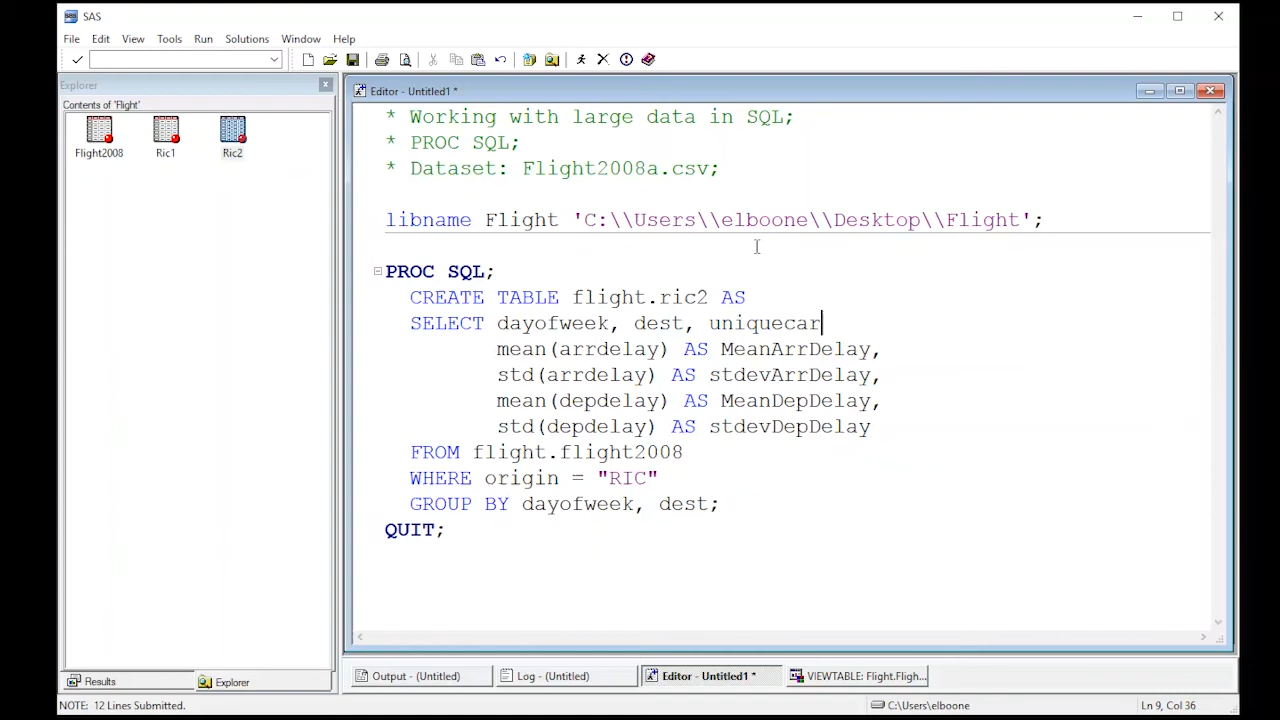 SAS
File Edit View Tools Run Solutions Window Help
Explorer
Contents of 'Flight'
Flight2008 Ric1 Ric2
Editor - Untitled1 *
* Working with large data in SQL;
* PROC SQL;
* Dataset: Flight2008a.csv;
libname Flight 'C:\\Users\\elboone\\Desktop\\Flight';
PROC SQL;
CREATE TABLE flight.ric2 AS
SELECT dayofweek, dest, uniquecar
mean(arrdelay) AS MeanArrDelay,
std(arrdelay) AS stdevArrDelay,
mean(depdelay) AS MeanDepDelay,
std(depdelay) AS stdevDepDelay
FROM flight.flight2008
WHERE origin = "RIC"
GROUP BY dayofweek, dest;
QUIT;
Results Explorer
Output - (Untitled) Log - (Untitled) Editor - Untitled1 * VIEWTABLE: Flight.Fligh...
NOTE: 12 Lines Submitted. C:\Users\elboone Ln 9, Col 36